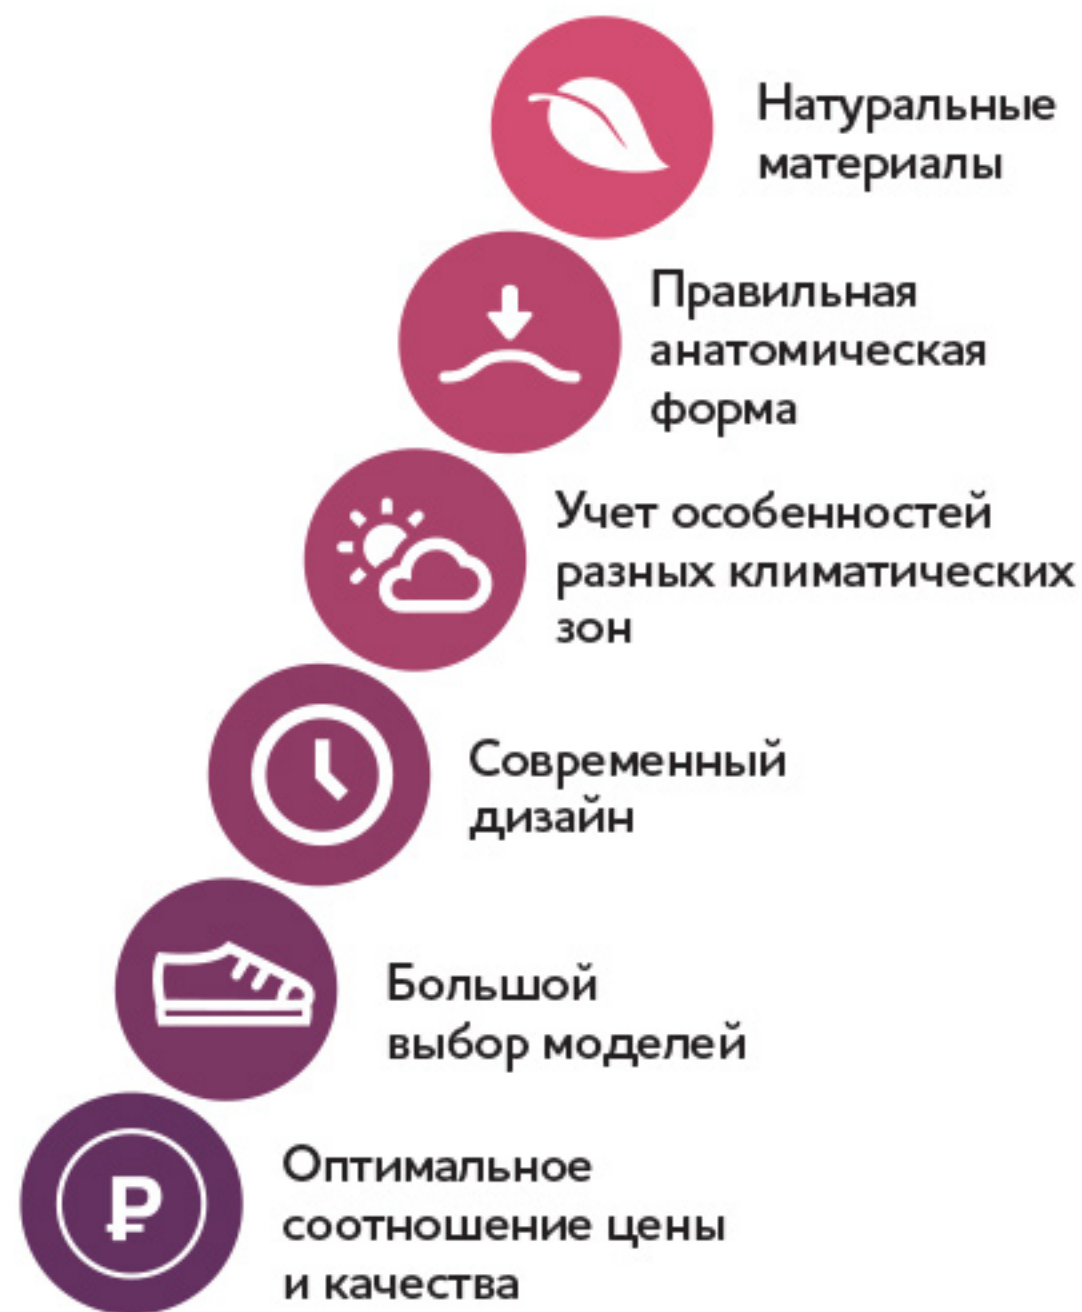 Натуральные
материалы
Правильная
анатомическая
форма
Учет особенностей
разных климатических
зон
Современный
дизайн
Большой
выбор моделей
Оптимальное
соотношение цены
и качества